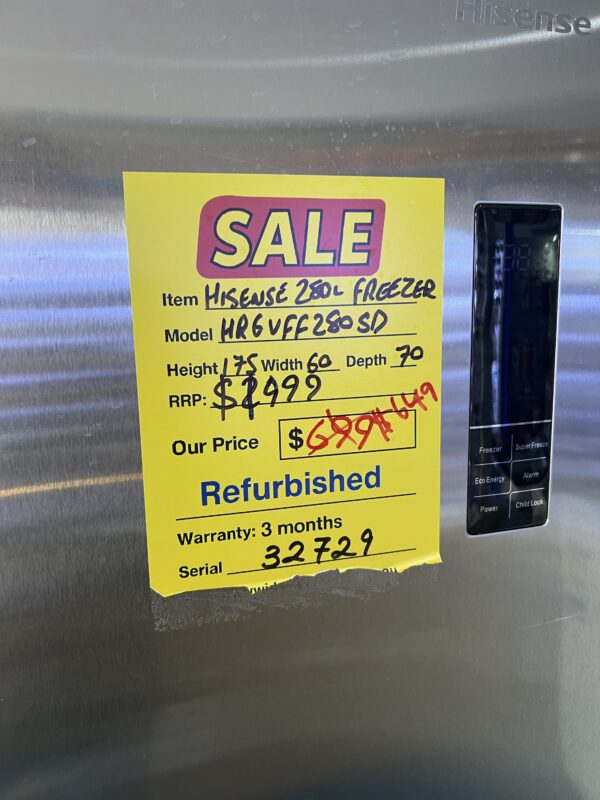 Hisense
SALE
Item HISENSE 280L FREEZER
Model HR6VFF280SD
Height 175 Width 60 Depth 70
RRP: $1999
Our Price $699 $649
Refurbished
Warranty: 3 months
Serial 32729
Freezer Super Freeze
Eco Energy Alarm
Power Child Lock